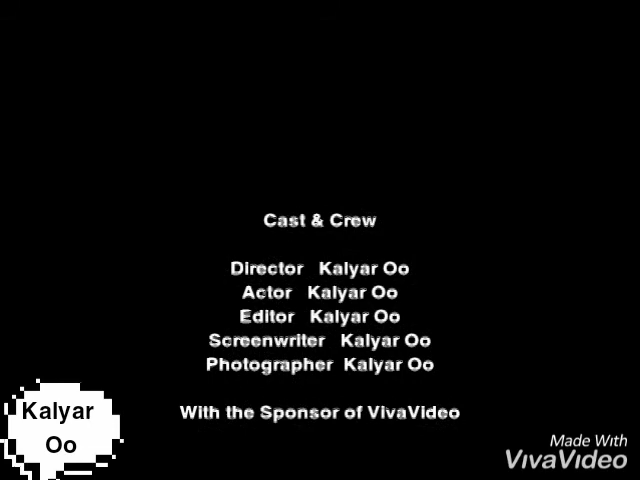 Cast & Crew
Director Kalyar Oo
Actor Kalyar Oo
Editor Kalyar Oo
Screenwriter Kalyar Oo
Photographer Kalyar Oo
With the Sponsor of VivaVideo
Kalyar
Oo
Made With
VivaVideo